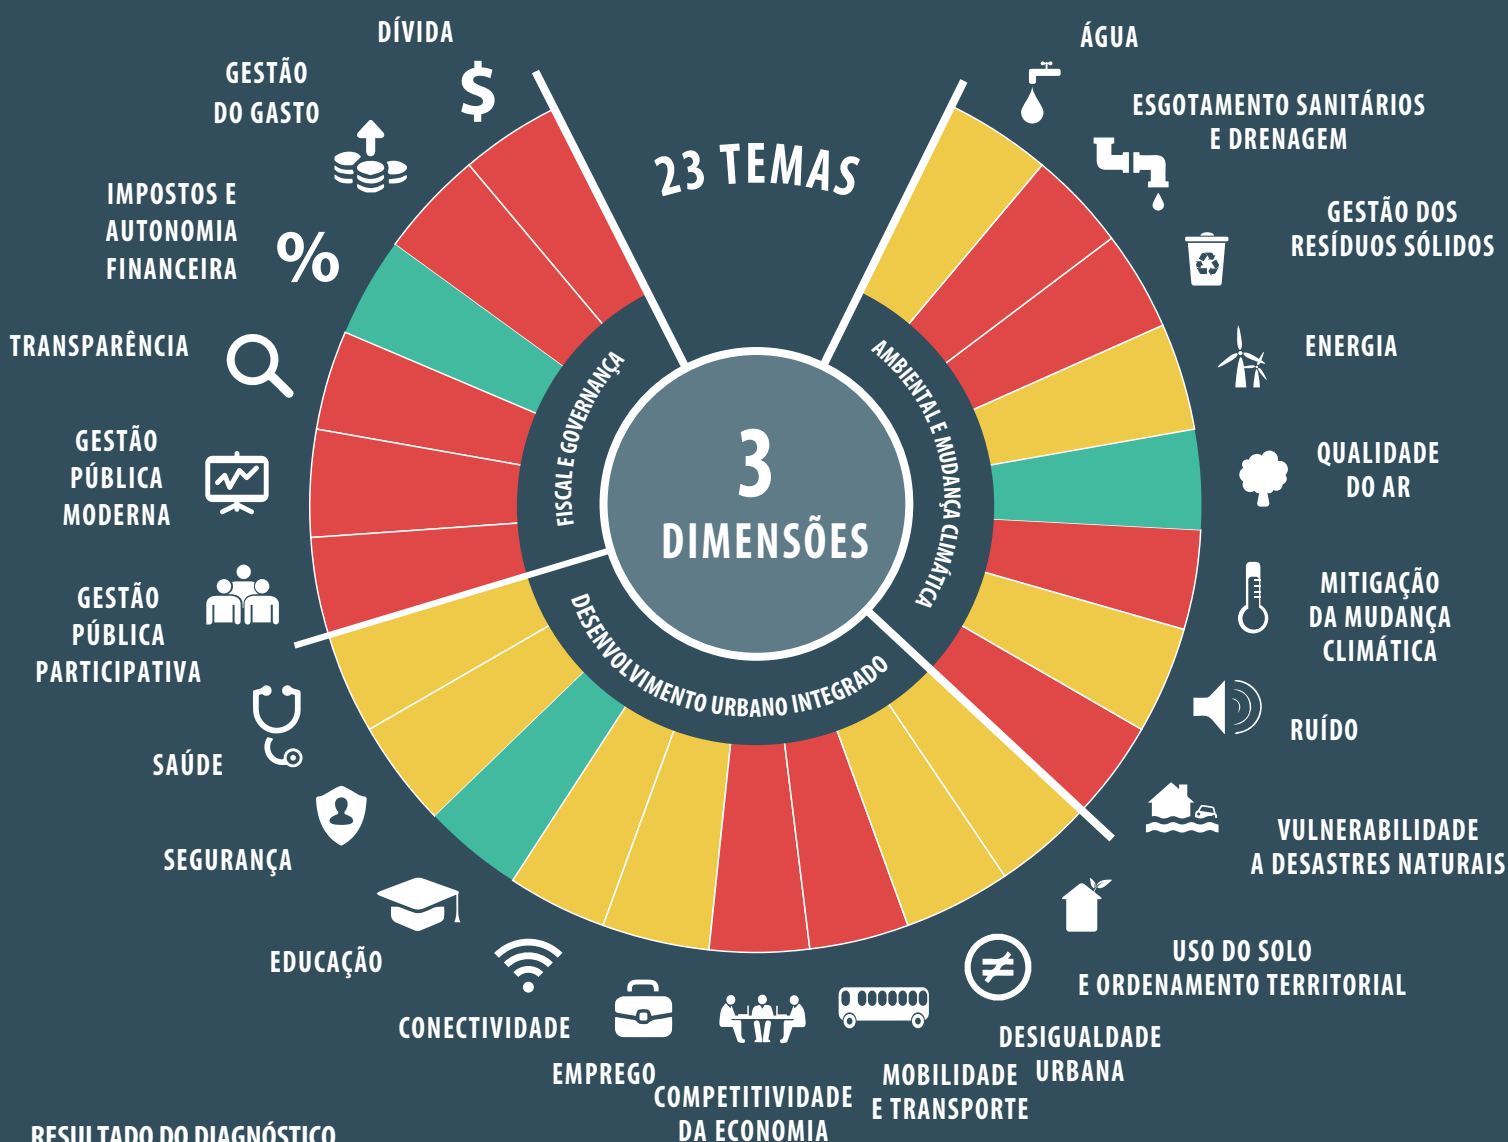 23 TEMAS
3
DIMENSÕES
FISCAL E GOVERNANÇA
AMBIENTAL E MUDANÇA CLIMÁTICA
DESENVOLVIMENTO URBANO INTEGRADO
ÁGUA
ESGOTAMENTO SANITÁRIOS
E DRENAGEM
GESTÃO DOS
RESÍDUOS SÓLIDOS
ENERGIA
QUALIDADE
DO AR
MITIGAÇÃO
DA MUDANÇA
CLIMÁTICA
RUÍDO
VULNERABILIDADE
A DESASTRES NATURAIS
USO DO SOLO
E ORDENAMENTO TERRITORIAL
DESIGUALDADE
URBANA
MOBILIDADE
E TRANSPORTE
COMPETITIVIDADE
DA ECONOMIA
EMPREGO
CONECTIVIDADE
EDUCAÇÃO
SEGURANÇA
SAÚDE
GESTÃO
PÚBLICA
PARTICIPATIVA
GESTÃO
PÚBLICA
MODERNA
TRANSPARÊNCIA
IMPOSTOS E
AUTONOMIA
FINANCEIRA
%
GESTÃO
DO GASTO
DÍVIDA
$
RESULTADO DO DIAGNÓSTICO